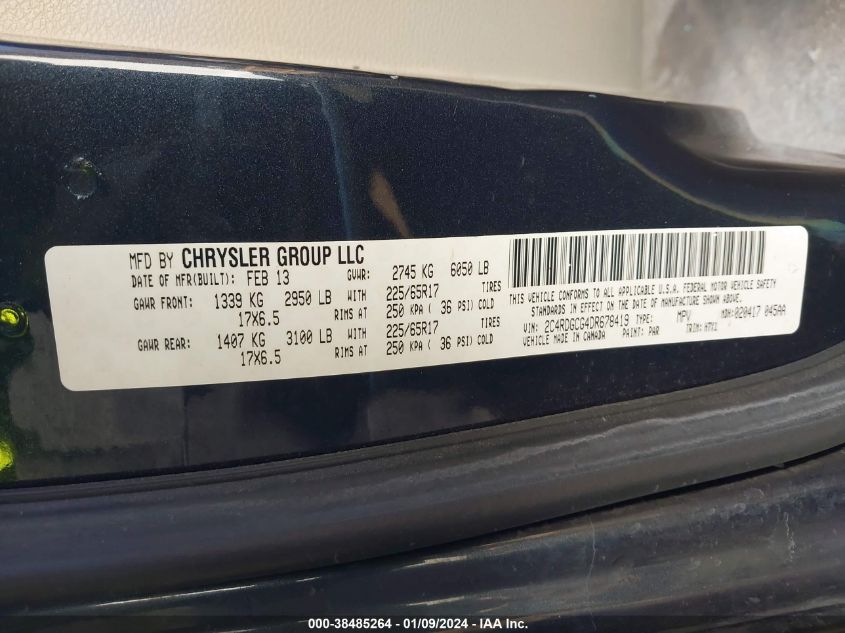 MFD BY CHRYSLER GROUP LLC
DATE OF MFR(BUILT): FEB 13 GVWR: 2745 KG 6050 LB
GAWR FRONT: 1339 KG 2950 LB WITH 225/65R17 TIRES
17X6.5 RIMS AT 250 KPA ( 36 PSI) COLD
GAWR REAR: 1407 KG 3100 LB WITH 225/65R17 TIRES
17X6.5 RIMS AT 250 KPA ( 36 PSI) COLD
THIS VEHICLE CONFORMS TO ALL APPLICABLE U.S.A. FEDERAL MOTOR VEHICLE SAFETY
STANDARDS IN EFFECT ON THE DATE OF MANUFACTURE SHOWN ABOVE.
VIN: 2C4RDGCG4DR678419 TYPE: MPV MDH:020417 045AA
VEHICLE MADE IN CANADA PAINT: PAR TRIM:
000-38485264 - 01/09/2024 - IAA Inc.